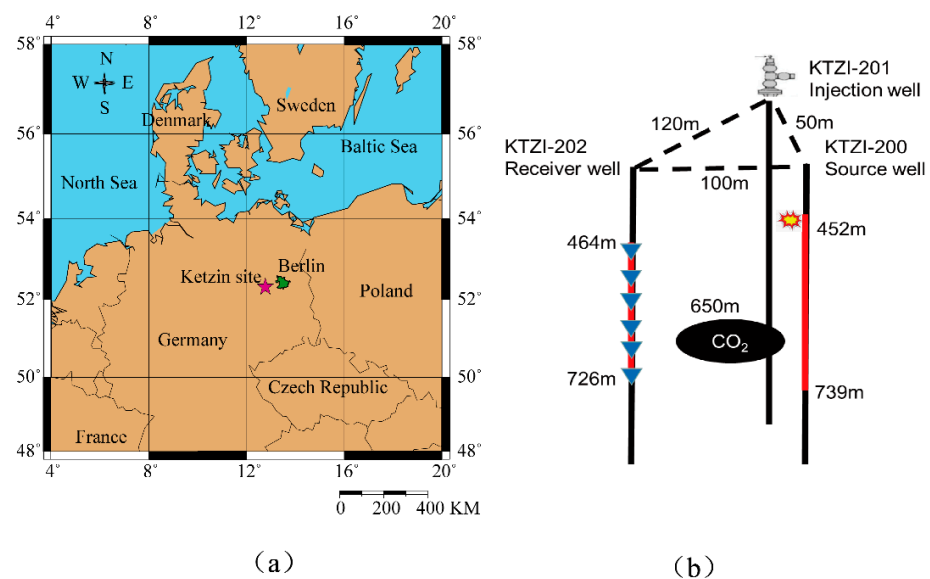 4° 8° 12° 16° 20°
58° 58°
N
W E
S
Sweden
Denmark
56° 56°
Baltic Sea
North Sea
54° 54°
Berlin
Ketzin site
Poland
52° 52°
Germany
50° 50°
Czech Republic
France
48° 48°
4° 8° 12° 16° 20°
0 200 400 KM
(a)
KTZI-201
Injection well
120m
50m
KTZI-202
Receiver well
KTZI-200
Source well
100m
464m
452m
650m
CO₂
726m
739m
(b)